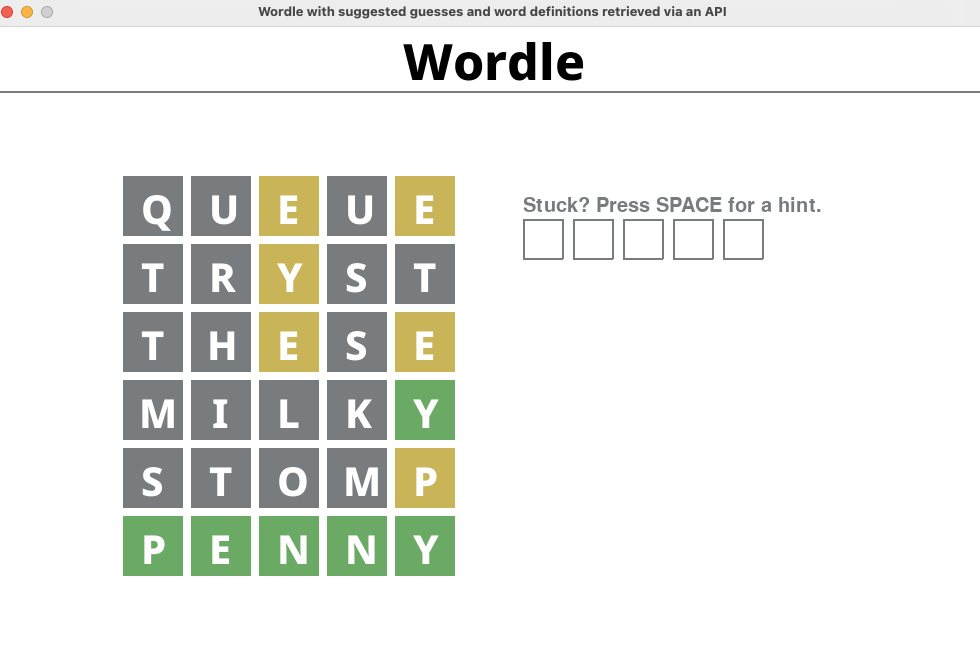 Wordle with suggested guesses and word definitions retrieved via an API
Wordle
QUEUE
TRYST
THESE
MILKY
STOMP
PENNY
Stuck? Press SPACE for a hint.